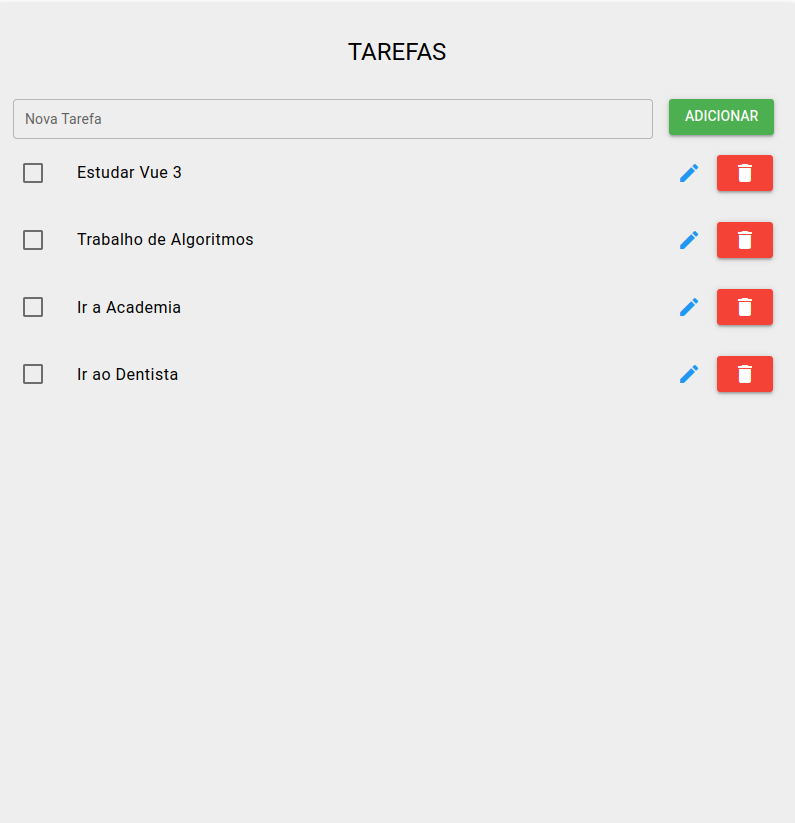 TAREFAS
Nova Tarefa
ADICIONAR
Estudar Vue 3
Trabalho de Algoritmos
Ir a Academia
Ir ao Dentista